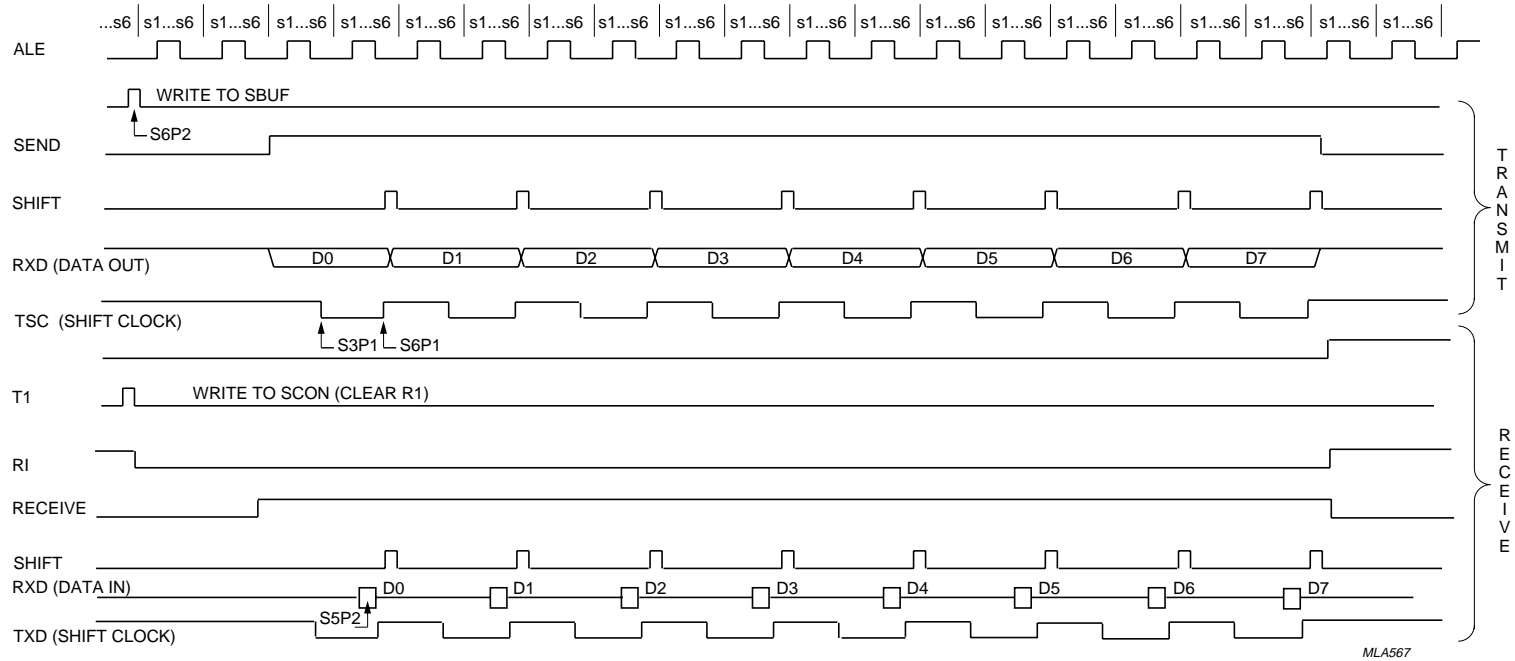 ...s6 s1...s6 s1...s6 s1...s6 s1...s6 s1...s6 s1...s6 s1...s6 s1...s6 s1...s6 s1...s6 s1...s6 s1...s6 s1...s6 s1...s6 s1...s6 s1...s6 s1...s6 s1...s6 s1...s6 s1...s6
ALE
WRITE TO SBUF
S6P2
SEND
SHIFT
RXD (DATA OUT) D0 D1 D2 D3 D4 D5 D6 D7
TSC (SHIFT CLOCK)
S3P1 S6P1
TRANSMIT
T1 WRITE TO SCON (CLEAR R1)
RI
RECEIVE
SHIFT
RXD (DATA IN) D0 D1 D2 D3 D4 D5 D6 D7
S5P2
TXD (SHIFT CLOCK)
RECEIVE
MLA567